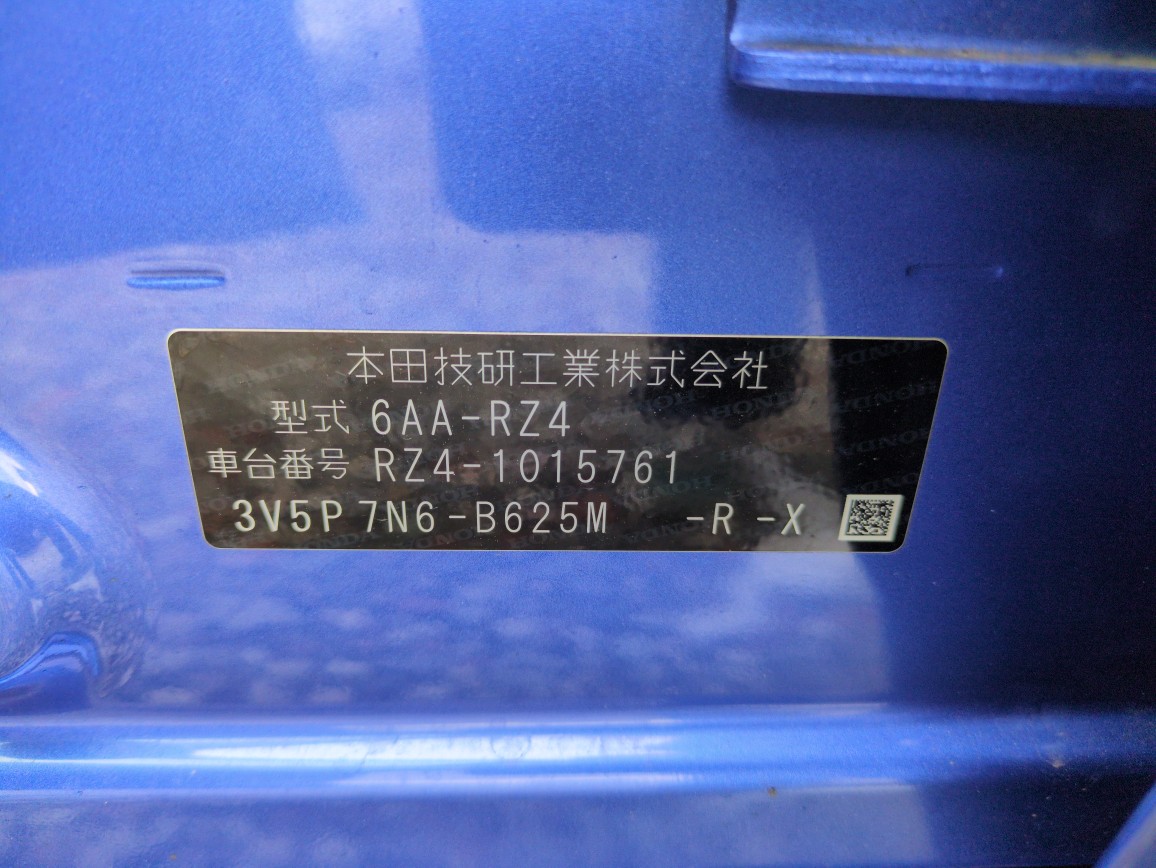 本田技研工業株式会社
型式 6AA-RZ4
車台番号 RZ4-1015761
3V5P 7N6-B625M -R -X